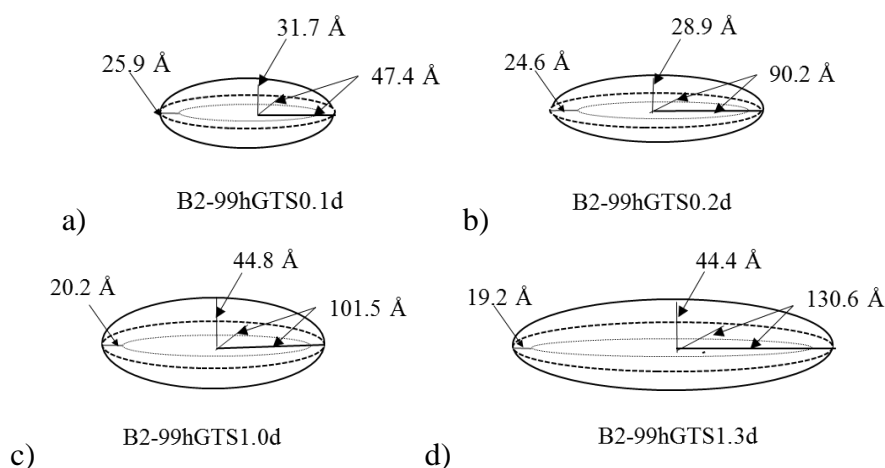 31.7 Å
25.9 Å
47.4 Å
B2-99hGTS0.1d
a)
28.9 Å
24.6 Å
90.2 Å
B2-99hGTS0.2d
b)
44.8 Å
20.2 Å
101.5 Å
B2-99hGTS1.0d
c)
44.4 Å
19.2 Å
130.6 Å
B2-99hGTS1.3d
d)